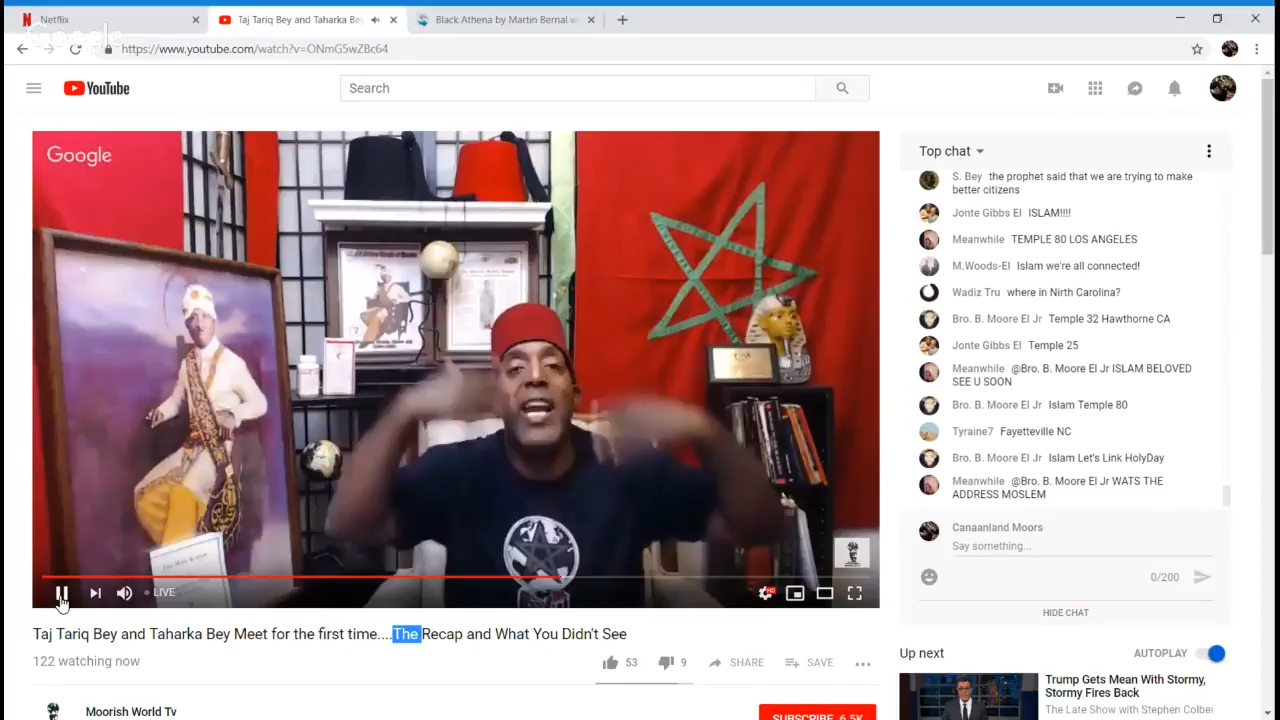 Netflix
Taj Tariq Bey and Taharka Be
Black Athena by Martin Bernal w
Google
https://www.youtube.com/watch?v=ONmG5wZBc64
YouTube
Search
Google
LIVE
Taj Tariq Bey and Taharka Bey Meet for the first time....The Recap and What You Didn't See
122 watching now
53
9
SHARE
SAVE
Moorish World Tv
SUBSCRIBE 6.5K
Top chat
S. Bey the prophet said that we are trying to make
better citizens
Jonte Gibbs El ISLAM!!!!
Meanwhile TEMPLE 80 LOS ANGELES
M.Woods-El Islam we're all connected!
Wadiz Tru where in Nirth Carolina?
Bro. B. Moore El Jr Temple 32 Hawthorne CA
Jonte Gibbs El Temple 25
Meanwhile @Bro. B. Moore El Jr ISLAM BELOVED
SEE U SOON
Bro. B. Moore El Jr Islam Temple 80
Tyraine7 Fayetteville NC
Bro. B. Moore El Jr Islam Let's Link HolyDay
Meanwhile @Bro. B. Moore El Jr WATS THE
ADDRESS MOSLEM
Canaanland Moors
Say something...
0/200
HIDE CHAT
Up next
AUTOPLAY
Trump Gets Mean With Stormy,
Stormy Fires Back
The Late Show with Stephen Colber